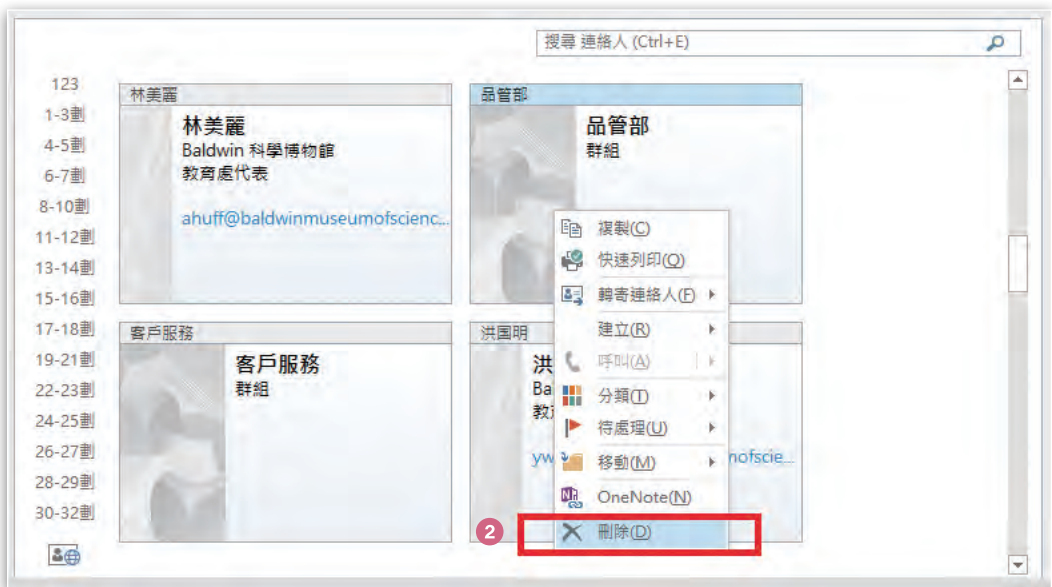 搜尋 連絡人 (Ctrl+E)
123
1-3劃
4-5劃
6-7劃
8-10劃
11-12劃
13-14劃
15-16劃
17-18劃
19-21劃
22-23劃
24-25劃
26-27劃
28-29劃
30-32劃
林美麗
林美麗
Baldwin 科學博物館
教育處代表
ahuff@baldwinmuseumofscienc...
品管部
品管部
群組
客戶服務
客戶服務
群組
洪国明
洪
Ba
教
yw
nofscie...
複製(C)
快速列印(Q)
轉寄連絡人(F)
建立(R)
呼叫(A)
分類(T)
待處理(U)
移動(M)
OneNote(N)
2
刪除(D)